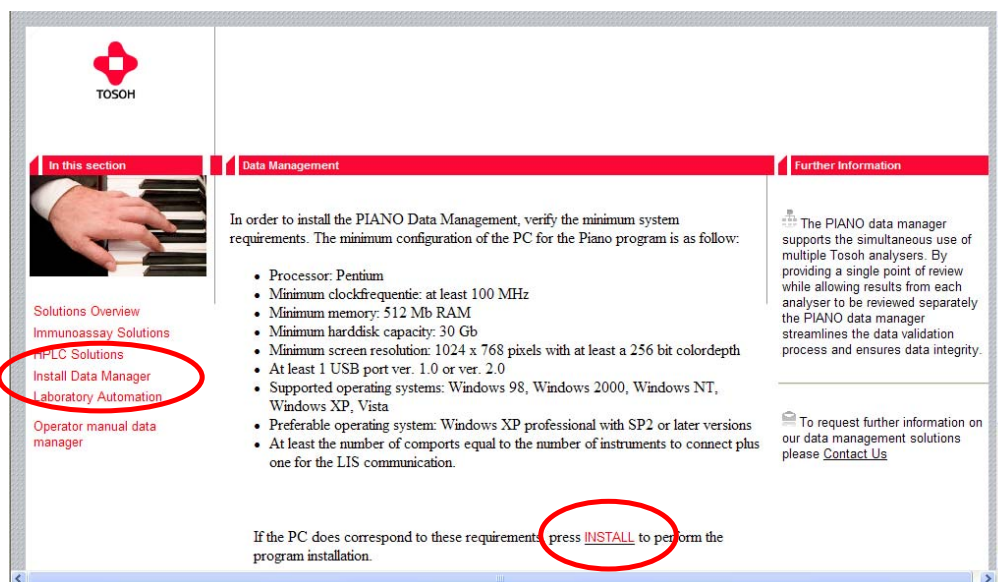 TOSOH
In this section
Data Management
Further Information
Solutions Overview
Immunoassay Solutions
HPLC Solutions
Install Data Manager
Laboratory Automation
Operator manual data
manager
In order to install the PIANO Data Management, verify the minimum system
requirements. The minimum configuration of the PC for the Piano program is as follow:
• Processor: Pentium
• Minimum clockfrequentie: at least 100 MHz
• Minimum memory: 512 Mb RAM
• Minimum harddisk capacity: 30 Gb
• Minimum screen resolution: 1024 x 768 pixels with at least a 256 bit colordepth
• At least 1 USB port ver. 1.0 or ver. 2.0
• Supported operating systems: Windows 98, Windows 2000, Windows NT,
Windows XP, Vista
• Preferable operating system: Windows XP professional with SP2 or later versions
• At least the number of comports equal to the number of instruments to connect plus
one for the LIS communication.
If the PC does correspond to these requirements, press INSTALL to perform the
program installation.
The PIANO data manager
supports the simultaneous use of
multiple Tosoh analysers. By
providing a single point of review
while allowing results from each
analyser to be reviewed separately
the PIANO data manager
streamlines the data validation
process and ensures data integrity.
To request further information on
our data management solutions
please Contact Us